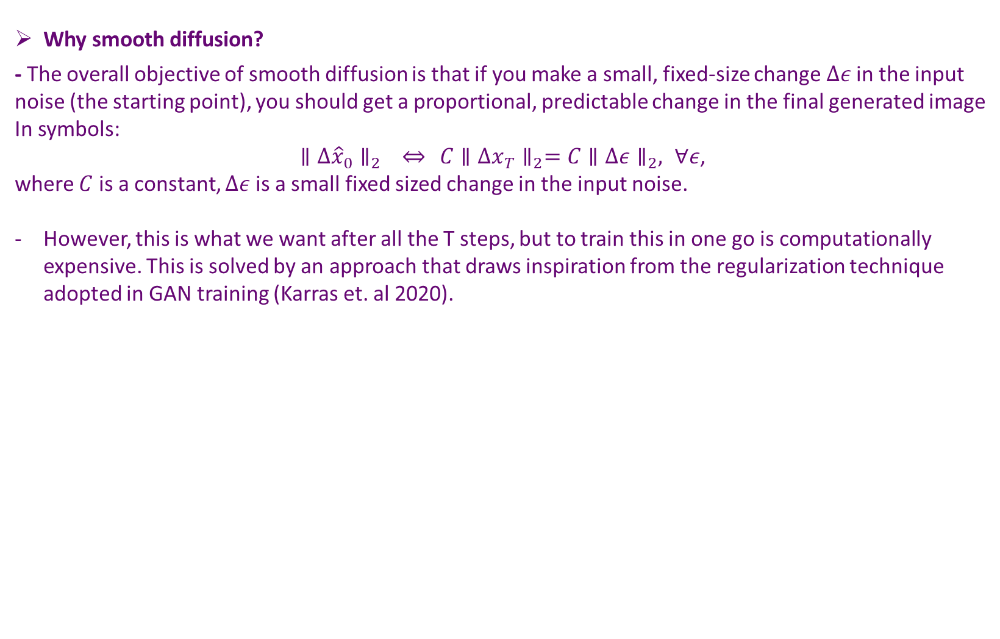 ➢ Why smooth diffusion?
- The overall objective of smooth diffusion is that if you make a small, fixed-size change Δϵ in the input
noise (the starting point), you should get a proportional, predictable change in the final generated image
In symbols:
∥ Δx̂₀ ∥₂ ⇔ C ∥ Δx_T ∥₂= C ∥ Δϵ ∥₂, ∀ϵ,
where C is a constant, Δϵ is a small fixed sized change in the input noise.
- However, this is what we want after all the T steps, but to train this in one go is computationally
expensive. This is solved by an approach that draws inspiration from the regularization technique
adopted in GAN training (Karras et. al 2020).